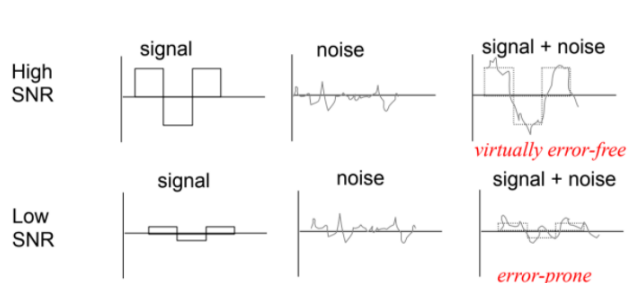 signal
noise
signal + noise
High
SNR
virtually error-free
signal
noise
signal + noise
Low
SNR
error-prone